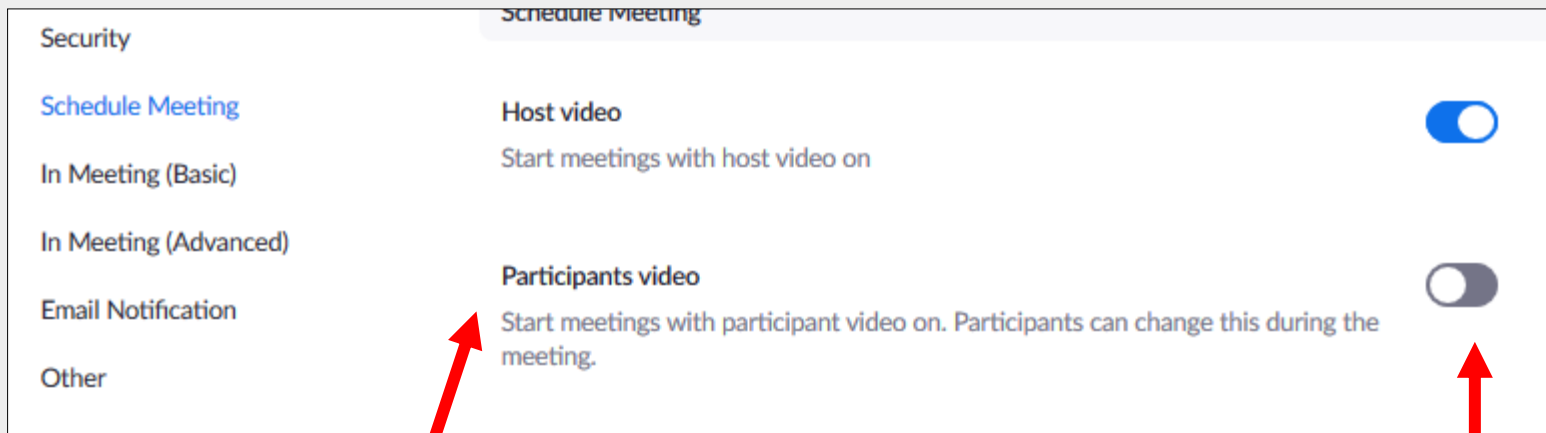 Schedule Meeting
Security
Schedule Meeting
In Meeting (Basic)
In Meeting (Advanced)
Email Notification
Other
Host video
Start meetings with host video on
Participants video
Start meetings with participant video on. Participants can change this during the
meeting.